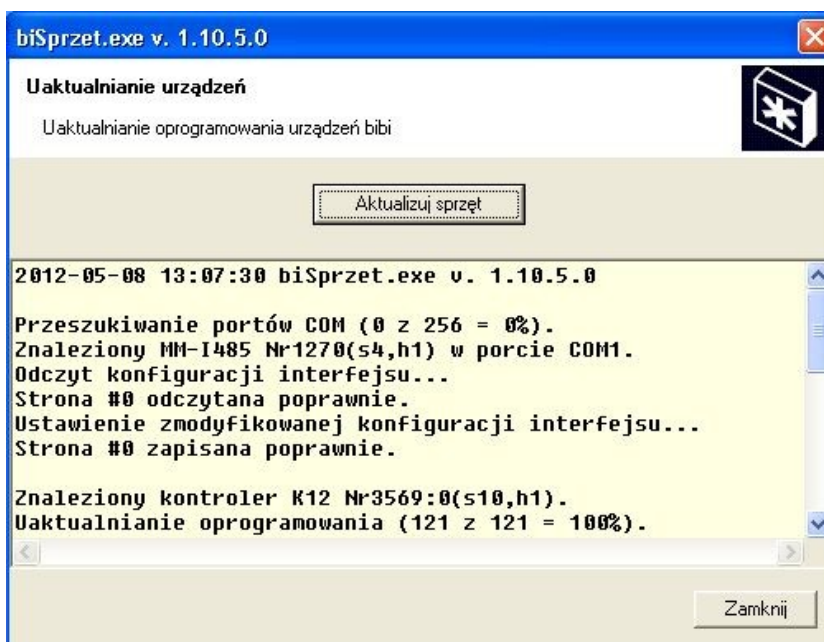 biSprzet.exe v. 1.10.5.0
Uaktualnianie urządzeń
Uaktualnianie oprogramowania urządzeń bibi
Aktualizuj sprzęt
2012-05-08 13:07:30 biSprzet.exe v. 1.10.5.0
Przeszukiwanie portów COM (0 z 256 = 0%).
Znaleziony MM-I485 Nr1270(s4,h1) w porcie COM1.
Odczyt konfiguracji interfejsu...
Strona #0 odczytana poprawnie.
Ustawienie zmodyfikowanej konfiguracji interfejsu...
Strona #0 zapisana poprawnie.
Znaleziony kontroler K12 Nr3569:0(s10,h1).
Uaktualnianie oprogramowania (121 z 121 = 100%).
Zamknij